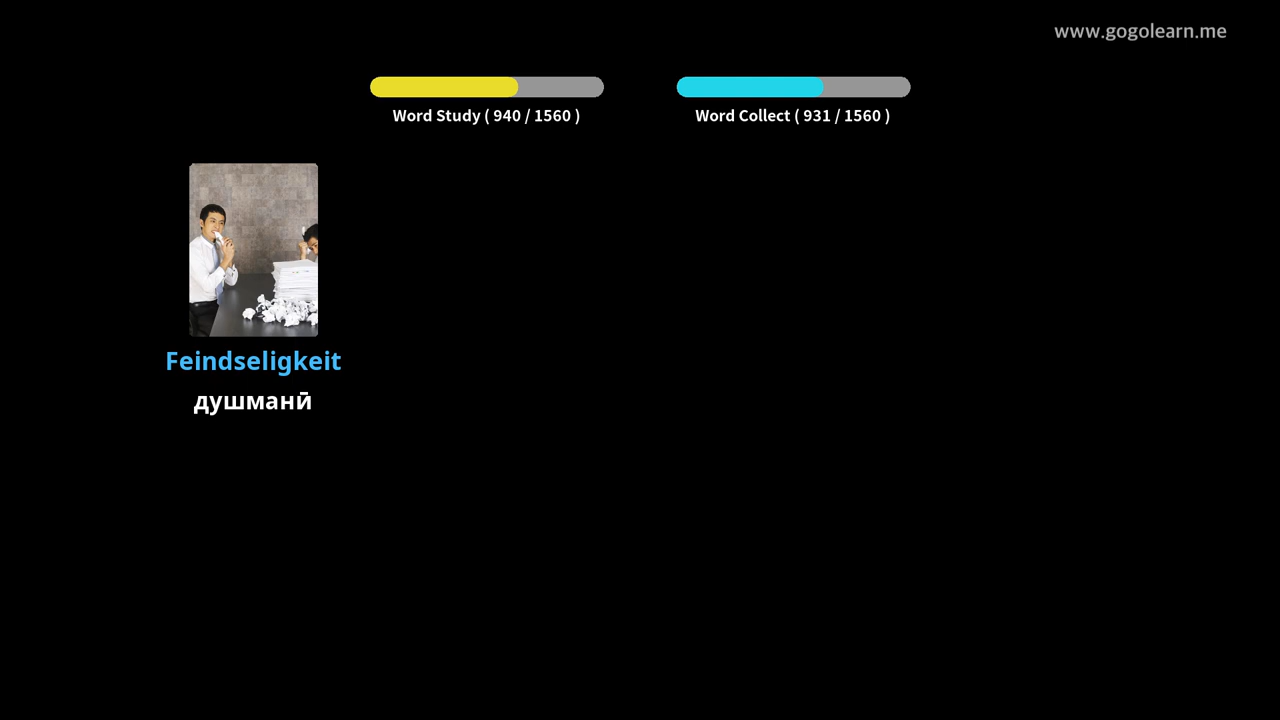 www.gogolearn.me
Word Study ( 940 / 1560 )
Word Collect ( 931 / 1560 )
Feindseligkeit
душманӣ